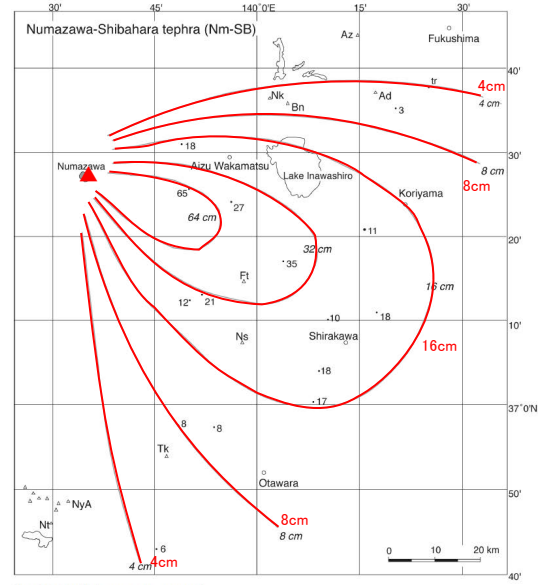 30'
45'
140°0'E
15'
30'
Numazawa-Shibahara tephra (Nm-SB)
Az
Fukushima
40'
tr
4cm
Nk
Ad
4 cm
Bn
3
18
30'
Numazawa
Aizu Wakamatsu
Lake Inawashiro
8 cm
8cm
65
27
Koriyama
64 cm
11
20'
32 cm
35
Ft
16 cm
12
21
10
18
10'
Ns
Shirakawa
16cm
18
17
37°0'N
8
8
Tk
Otawara
50'
NyA
8cm
Nt
8 cm
6
4 cm
4cm
0
10
20 km
40'